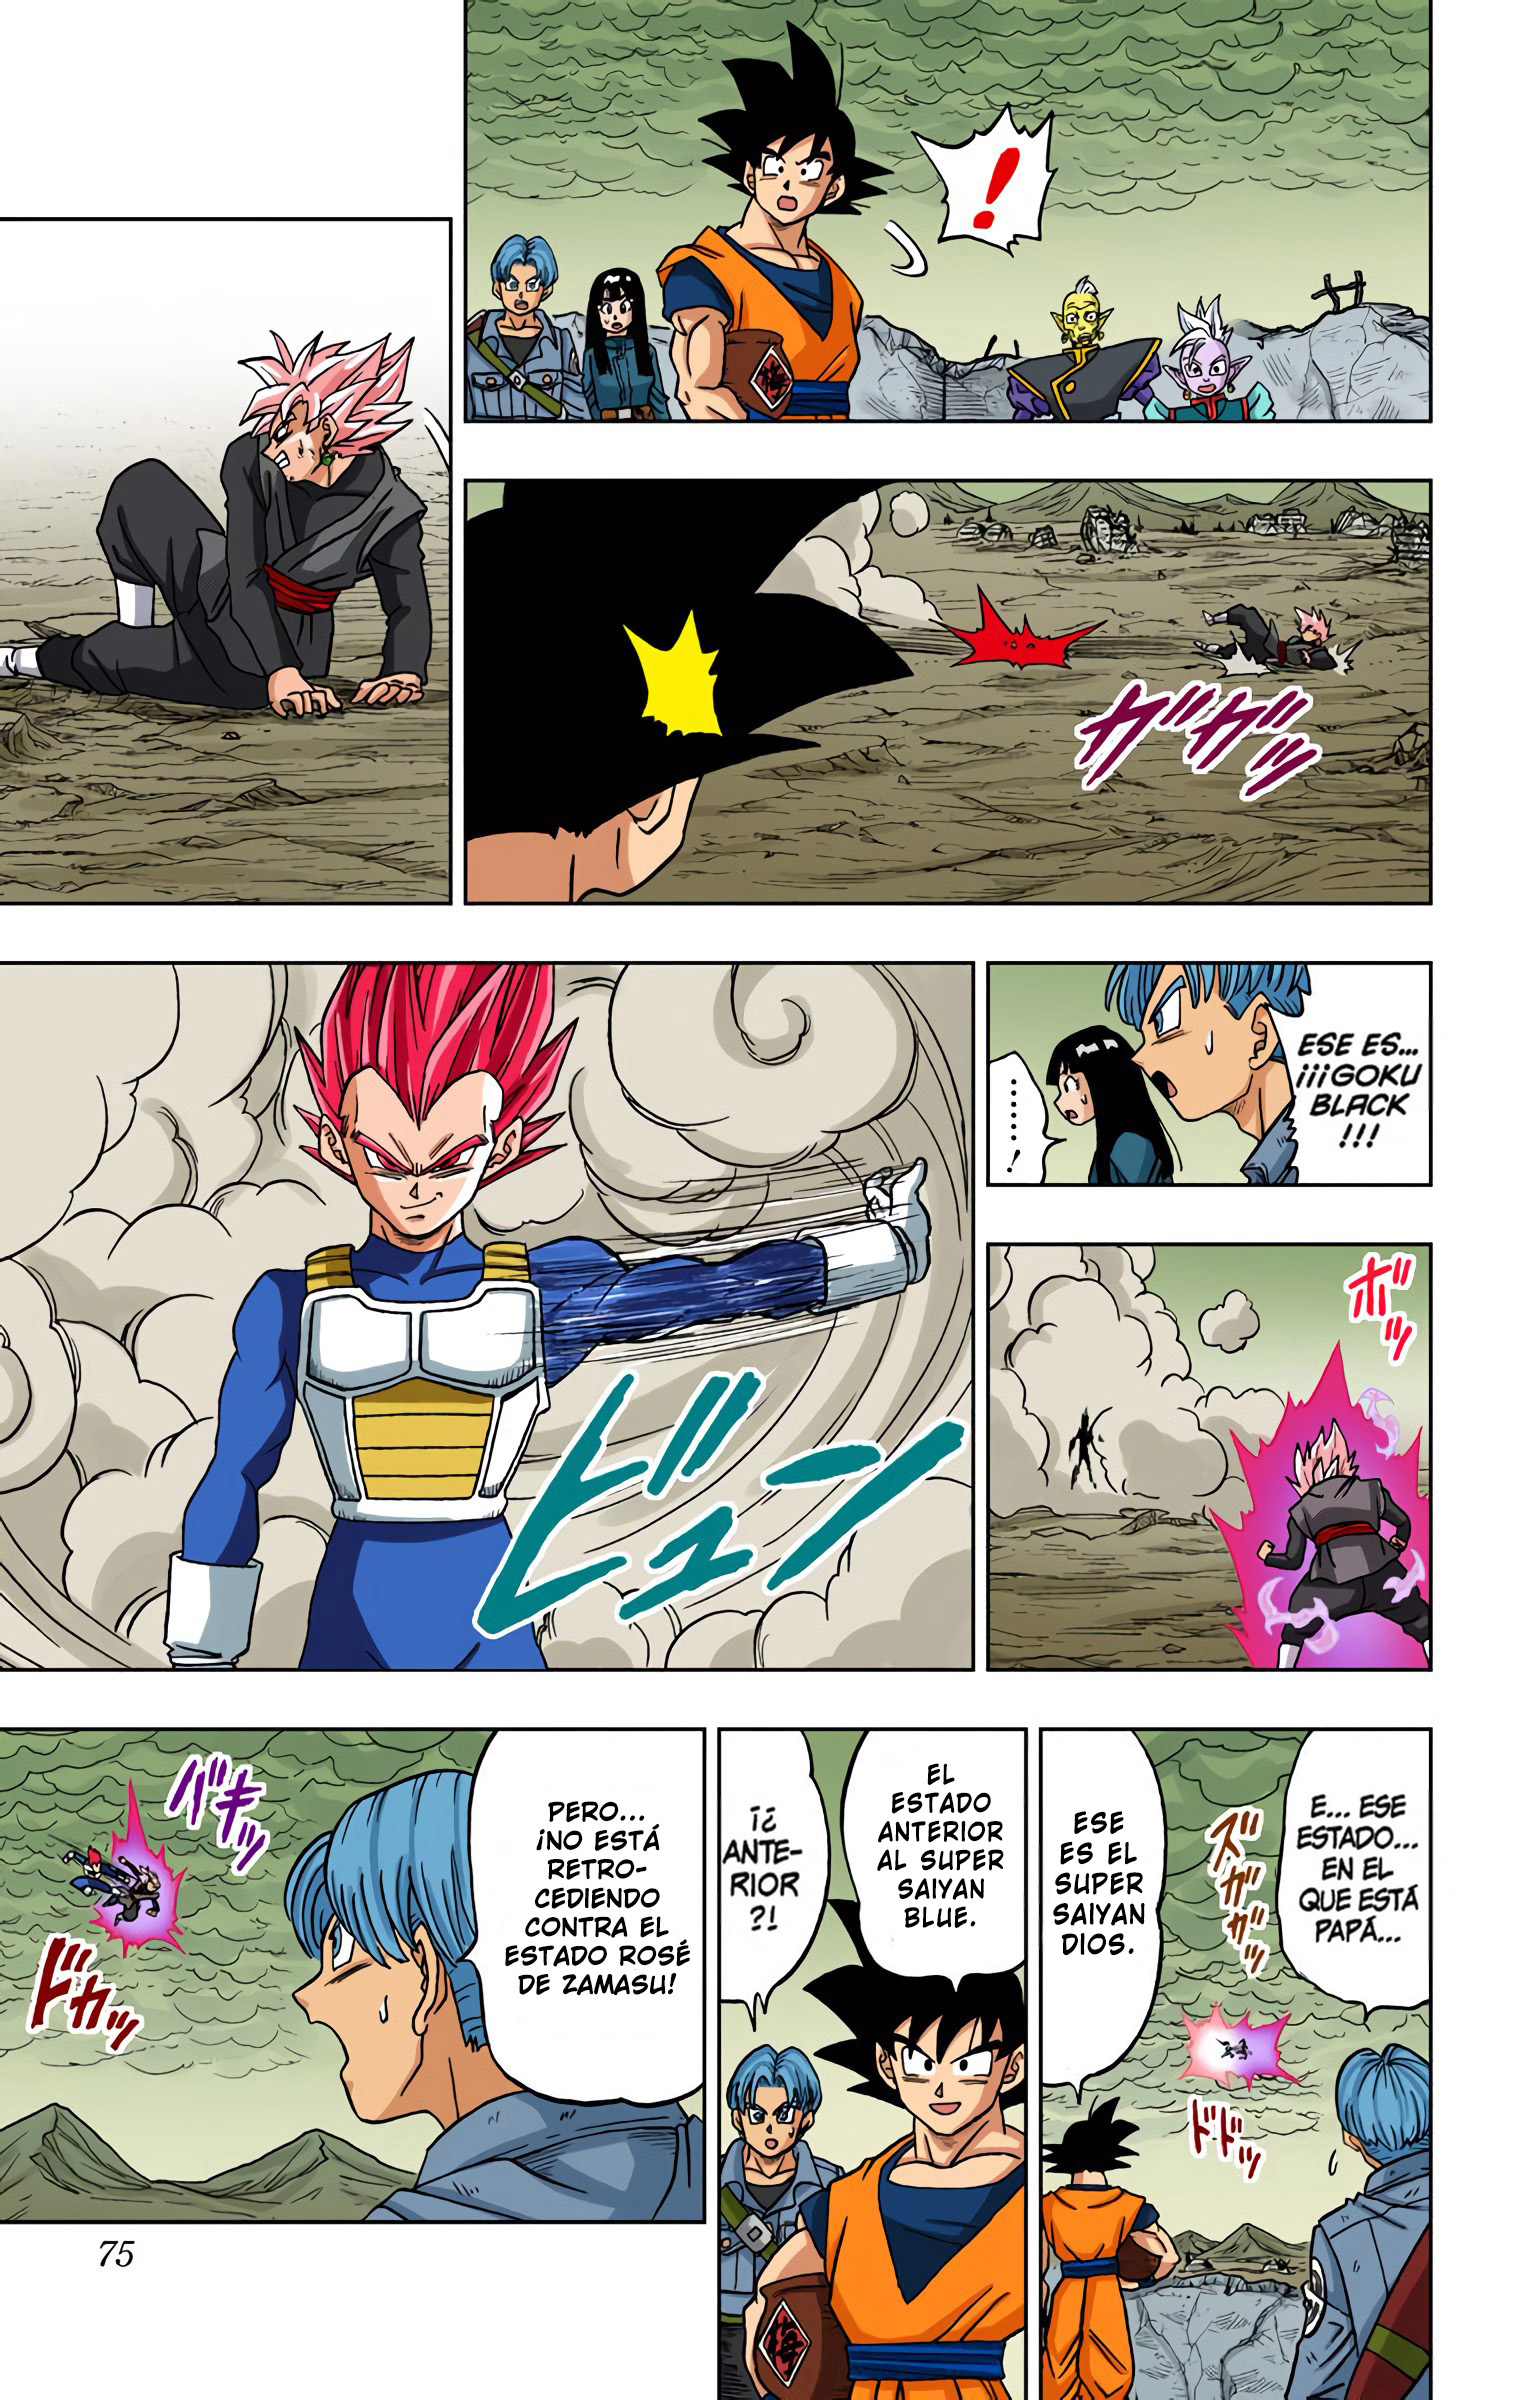 !
ガガッ
ESE ES...
¡¡¡GOKU
BLACK
!!!
......!
ボッ
ビュン
E... ESE
ESTADO...
EN EL
QUE ESTÁ
PAPÁ...
ズガガッ
ドドッ
ESE
ES EL
SUPER
SAIYAN
DIOS.
EL
ESTADO
ANTERIOR
AL SUPER
SAIYAN
BLUE.
¡¿
ANTE-
RIOR
?!
PERO...
¡NO ESTÁ
RETRO-
CEDIENDO
CONTRA EL
ESTADO ROSÉ
DE ZAMASU!
バキッ
ドカッ
75